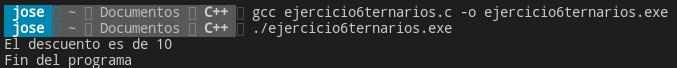 jose ~ Documentos C++ gcc ejercicio6ternarios.c -o ejercicio6ternarios.exe
jose ~ Documentos C++ ./ejercicio6ternarios.exe
El descuento es de 10
Fin del programa